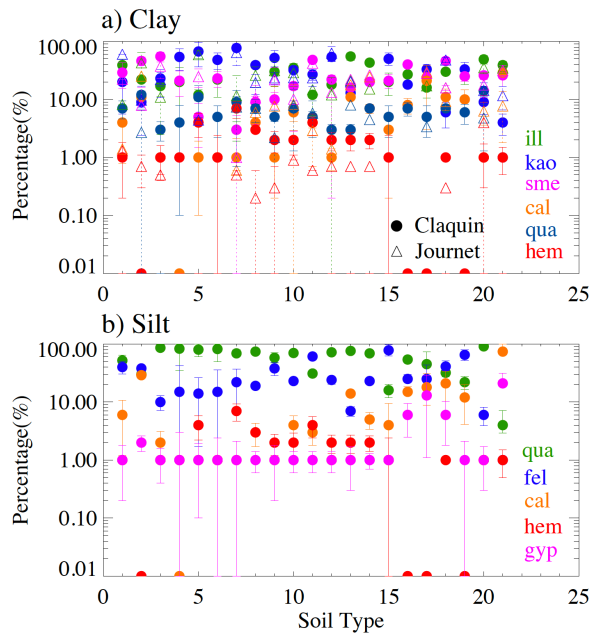 a) Clay
100.00
10.00
1.00
0.10
0.01
Percentage(%)
ill
kao
sme
cal
qua
hem
Claquin
Journet
0 5 10 15 20 25
b) Silt
100.00
10.00
1.00
0.10
0.01
Percentage(%)
qua
fel
cal
hem
gyp
0 5 10 15 20 25
Soil Type